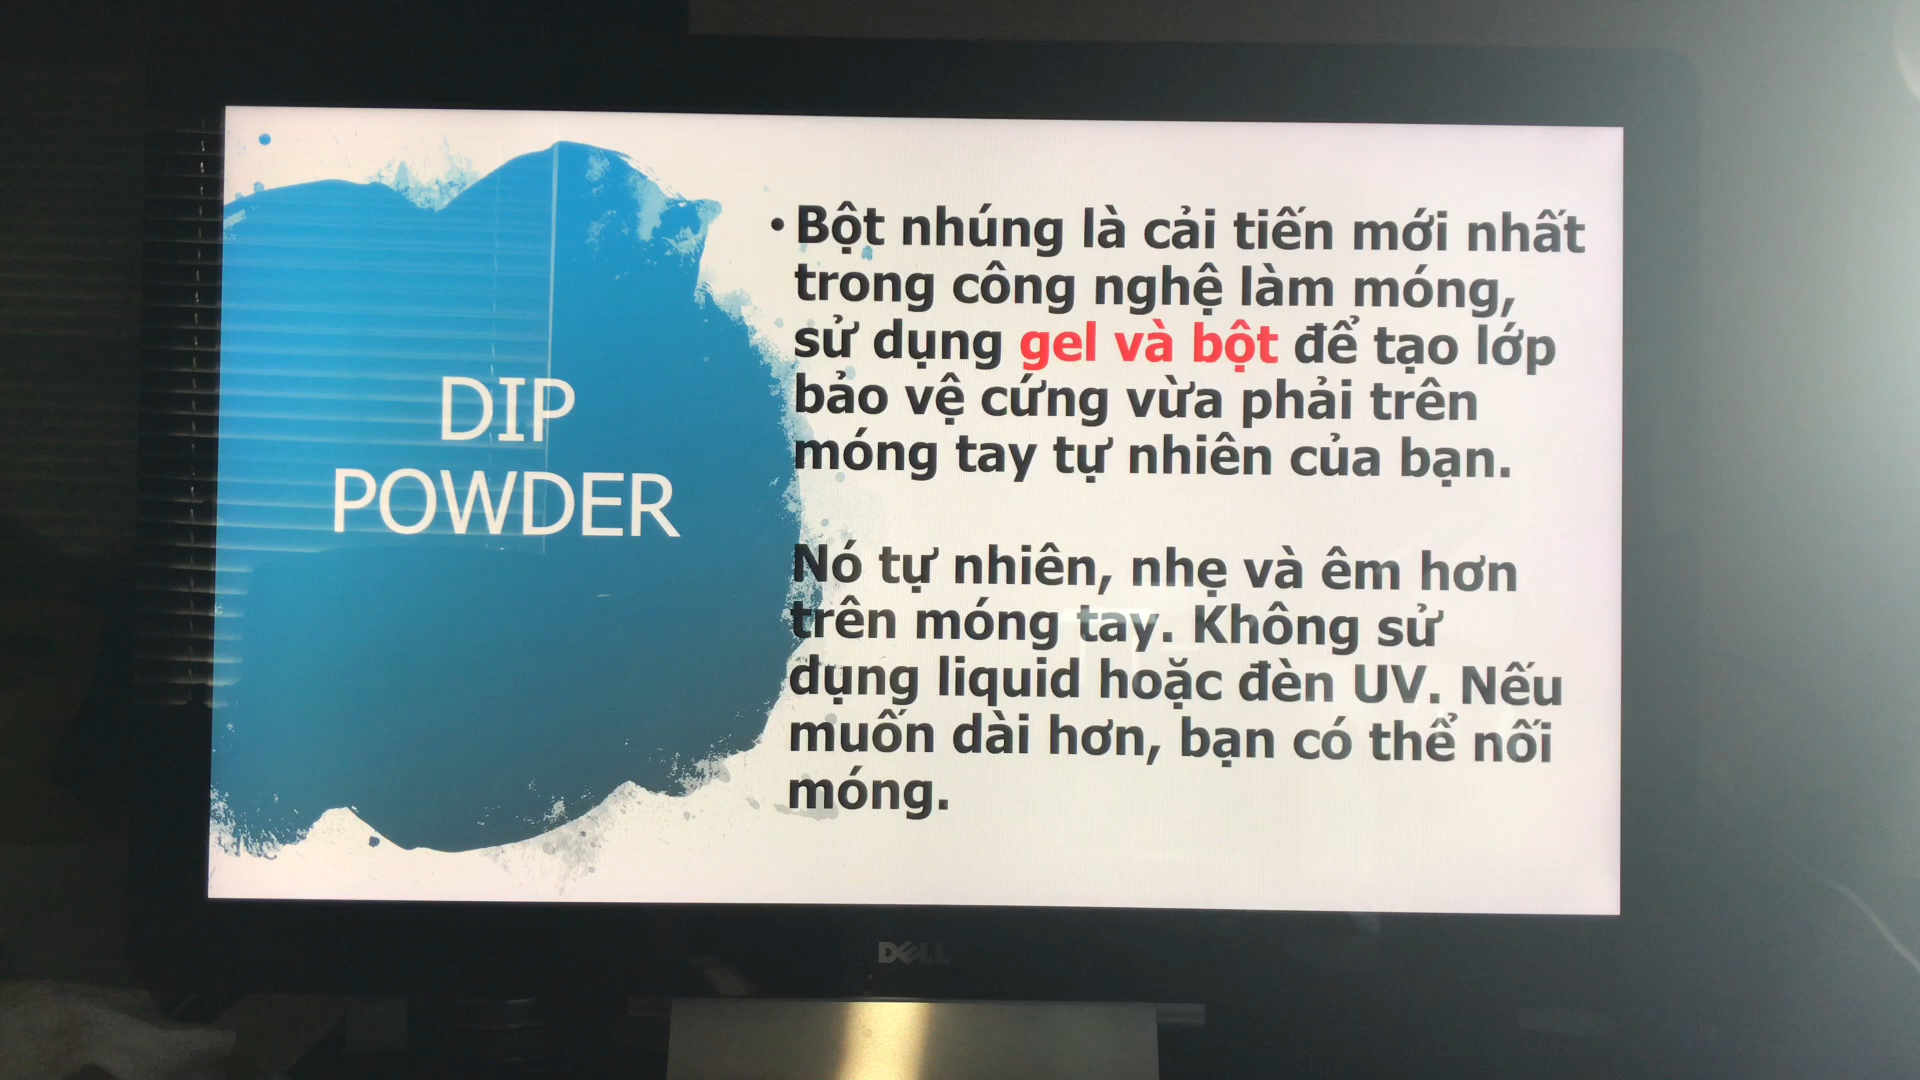 DIP
POWDER
• Bột nhúng là cải tiến mới nhất
trong công nghệ làm móng,
sử dụng gel và bột để tạo lớp
bảo vệ cứng vừa phải trên
móng tay tự nhiên của bạn.
Nó tự nhiên, nhẹ và êm hơn
trên móng tay. Không sử
dụng liquid hoặc đèn UV. Nếu
muốn dài hơn, bạn có thể nối
móng.
DELL